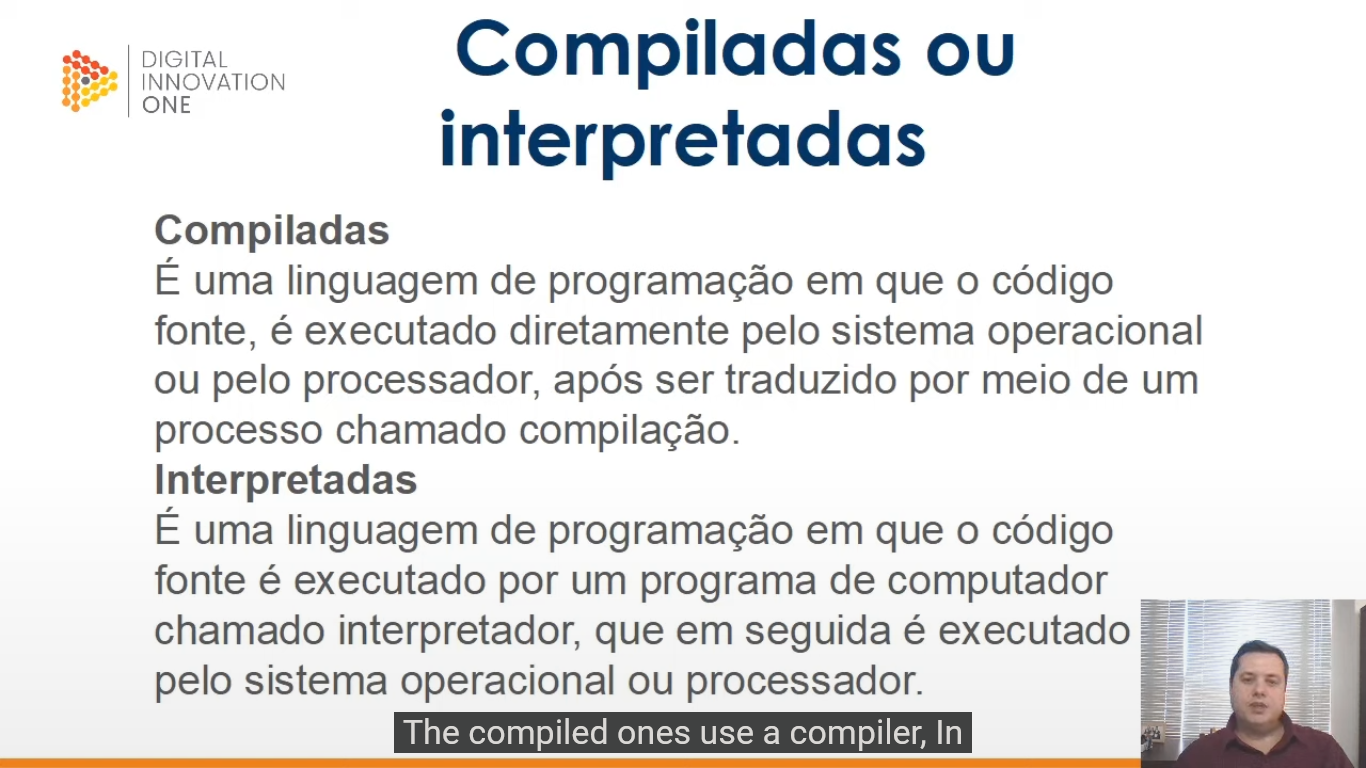 DIGITAL
INNOVATION
ONE
Compiladas ou
interpretadas
Compiladas
É uma linguagem de programação em que o código
fonte, é executado diretamente pelo sistema operacional
ou pelo processador, após ser traduzido por meio de um
processo chamado compilação.
Interpretadas
É uma linguagem de programação em que o código
fonte é executado por um programa de computador
chamado interpretador, que em seguida é executado
pelo sistema operacional ou processador.
The compiled ones use a compiler, In